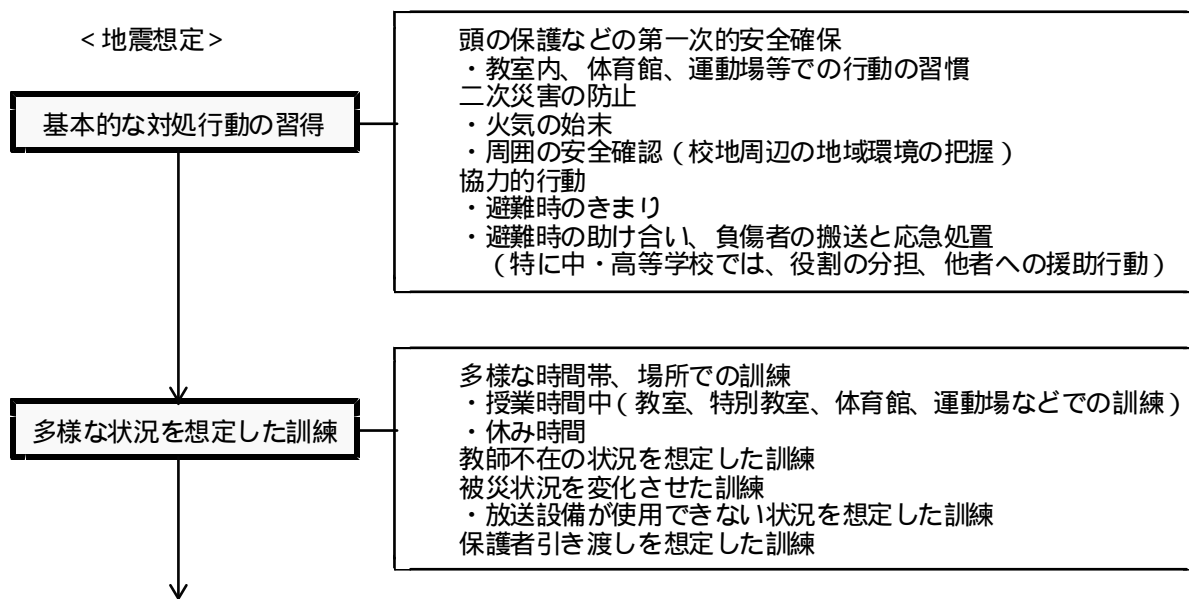 ＜地震想定＞
基本的な対処行動の習得
頭の保護などの第一次的安全確保
・教室内、体育館、運動場等での行動の習慣
二次災害の防止
・火気の始末
・周囲の安全確認（校地周辺の地域環境の把握）
協力的行動
・避難時のきまり
・避難時の助け合い、負傷者の搬送と応急処置
（特に中・高等学校では、役割の分担、他者への援助行動）
多様な状況を想定した訓練
多様な時間帯、場所での訓練
・授業時間中（教室、特別教室、体育館、運動場などでの訓練）
・休み時間
教師不在の状況を想定した訓練
被災状況を変化させた訓練
・放送設備が使用できない状況を想定した訓練
保護者引き渡しを想定した訓練